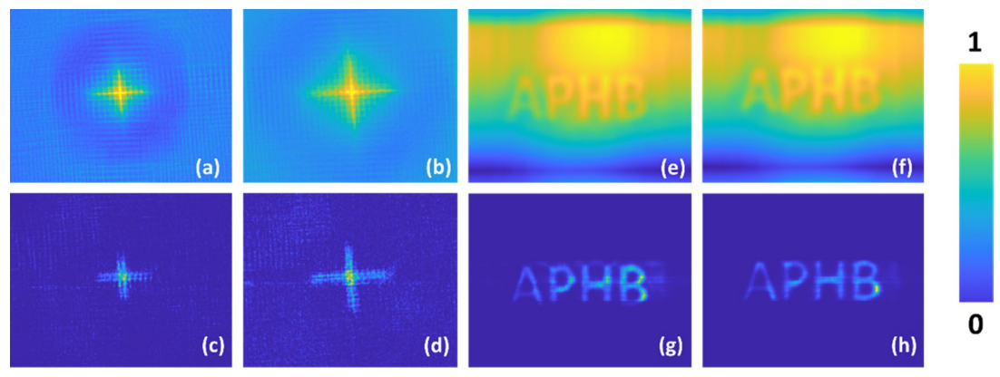 (a) (b) (e) APHB (f) APHB 1
(c) (d) (g) APHB (h) APHB 0